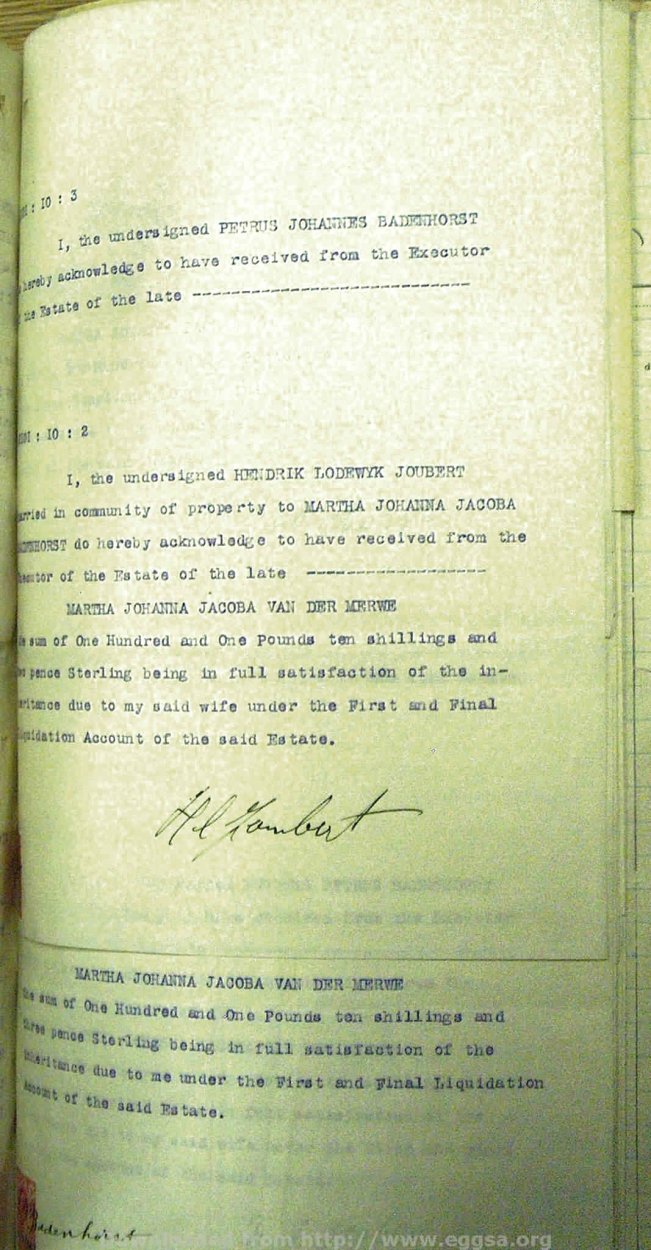 : 10 : 3
I, the undersigned PETRUS JOHANNES BADENHORST
hereby acknowledge to have received from the Executor
the Estate of the late ----------------------------
: 10 : 2
I, the undersigned HENDRIK LODEWYK JOUBERT
married in community of property to MARTHA JOHANNA JACOBA
BADENHORST do hereby acknowledge to have received from the
Executor of the Estate of the late ------------------
MARTHA JOHANNA JACOBA VAN DER MERWE
sum of One Hundred and One Pounds ten shillings and
pence Sterling being in full satisfaction of the in-
heritance due to my said wife under the First and Final
Liquidation Account of the said Estate.
H L Joubert
MARTHA JOHANNA JACOBA VAN DER MERWE
the sum of One Hundred and One Pounds ten shillings and
three pence Sterling being in full satisfaction of the
inheritance due to me under the First and Final Liquidation
Account of the said Estate.
Badenhorst
from http://www.eggsa.org